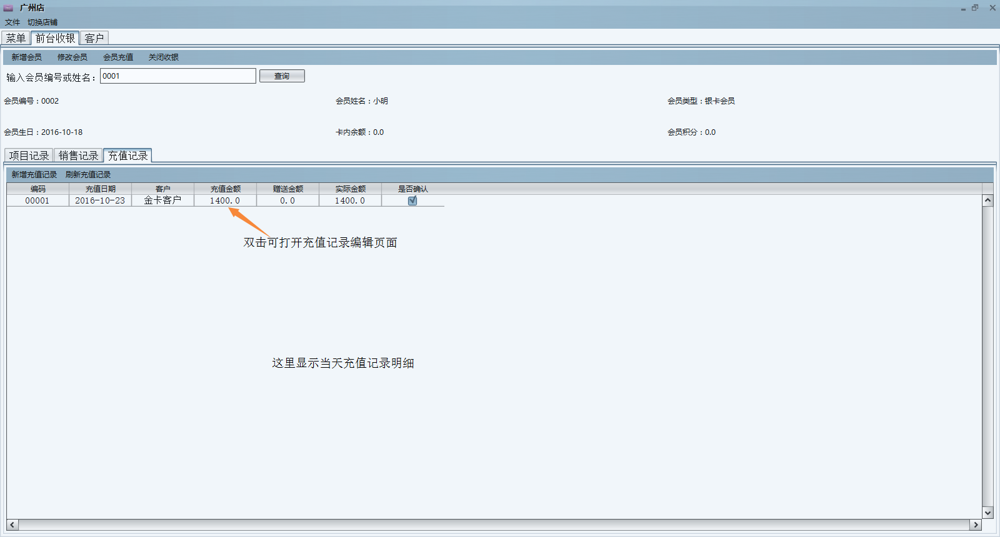 广州店
文件 切换店铺
菜单 前台收银 客户
新增会员 修改会员 会员充值 关闭收银
输入会员编号或姓名： 0001 查询
会员编号：0002 会员姓名：小明 会员类型：银卡会员
会员生日：2016-10-18 卡内余额：0.0 会员积分：0.0
项目记录 销售记录 充值记录
新增充值记录 刷新充值记录
编码 充值日期 客户 充值金额 赠送金额 实际金额 是否确认
00001 2016-10-23 金卡客户 1400.0 0.0 1400.0
双击可打开充值记录编辑页面
这里显示当天充值记录明细